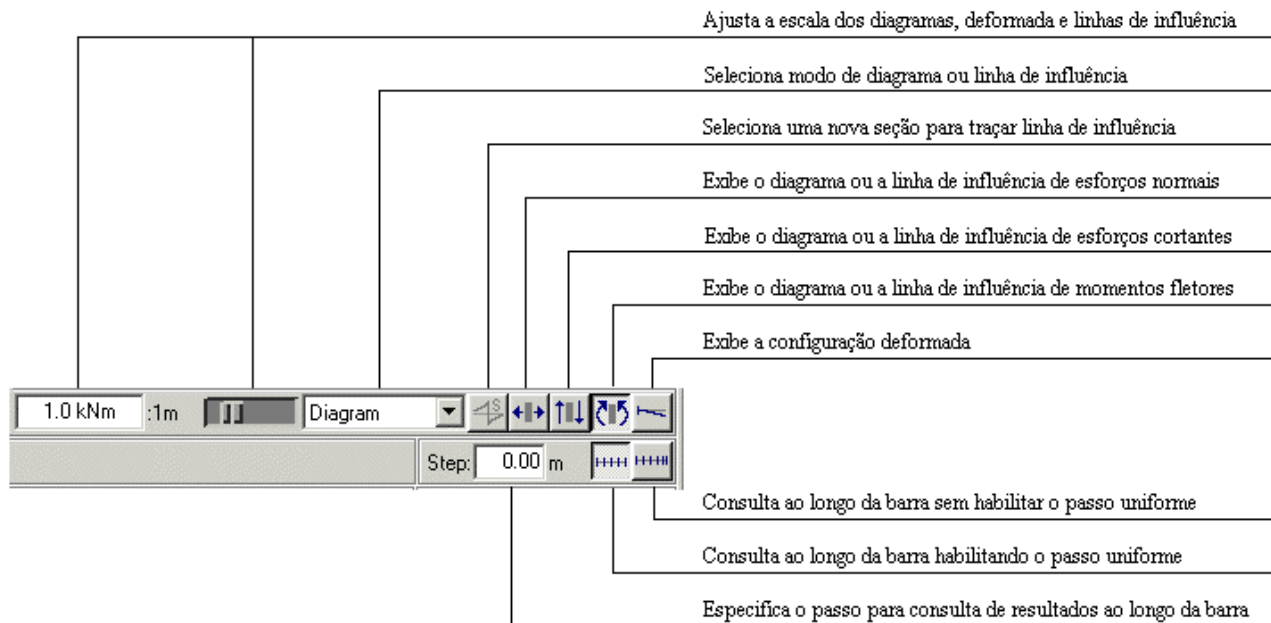 Ajusta a escala dos diagramas, deformada e linhas de influência
Seleciona modo de diagrama ou linha de influência
Seleciona uma nova seção para traçar linha de influência
Exibe o diagrama ou a linha de influência de esforços normais
Exibe o diagrama ou a linha de influência de esforços cortantes
Exibe o diagrama ou a linha de influência de momentos fletores
Exibe a configuração deformada
1.0 kNm :1m Diagram S
Step: 0.00 m
Consulta ao longo da barra sem habilitar o passo uniforme
Consulta ao longo da barra habilitando o passo uniforme
Especifica o passo para consulta de resultados ao longo da barra